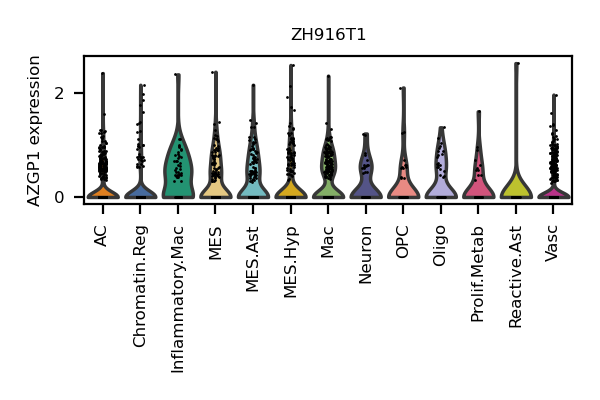 ZH916T1
AZGP1 expression
2
0
AC
Chromatin.Reg
Inflammatory.Mac
MES
MES.Ast
MES.Hyp
Mac
Neuron
OPC
Oligo
Prolif.Metab
Reactive.Ast
Vasc